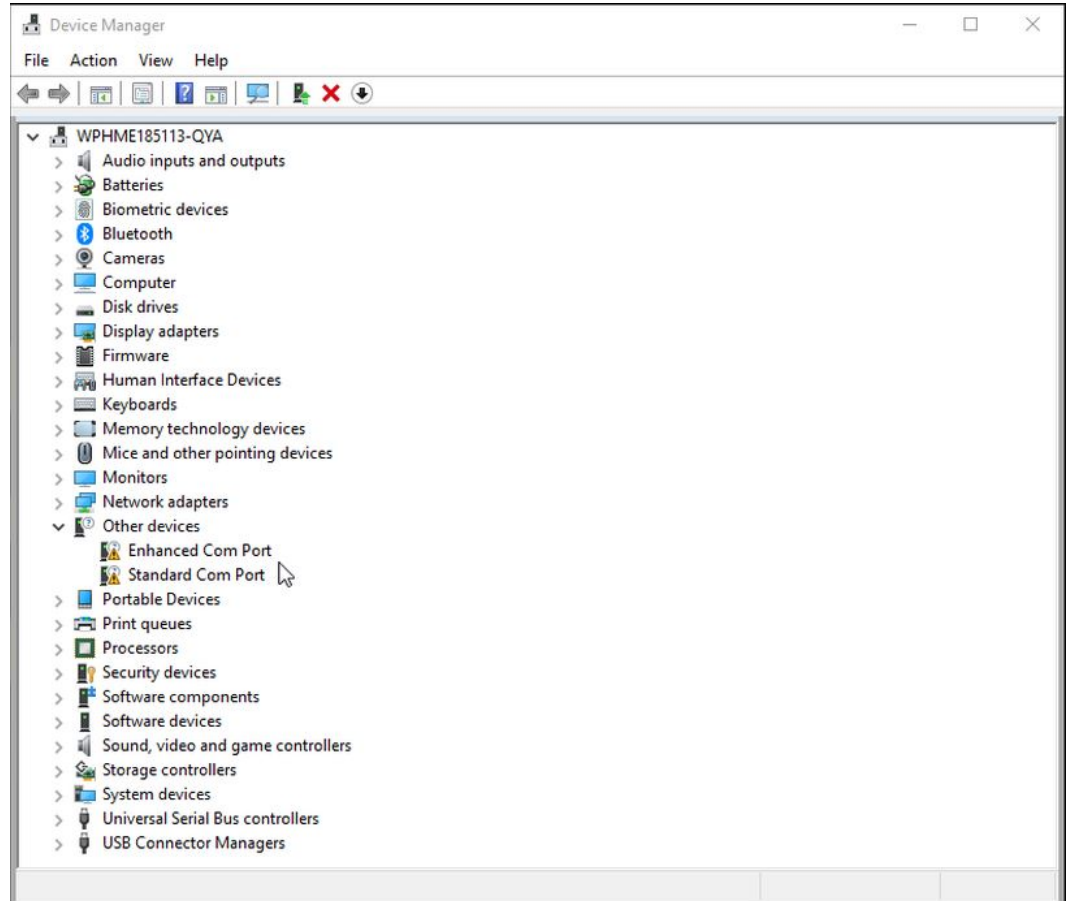 Device Manager
File Action View Help
WPHME185113-QYA
Audio inputs and outputs
Batteries
Biometric devices
Bluetooth
Cameras
Computer
Disk drives
Display adapters
Firmware
Human Interface Devices
Keyboards
Memory technology devices
Mice and other pointing devices
Monitors
Network adapters
Other devices
Enhanced Com Port
Standard Com Port
Portable Devices
Print queues
Processors
Security devices
Software components
Software devices
Sound, video and game controllers
Storage controllers
System devices
Universal Serial Bus controllers
USB Connector Managers